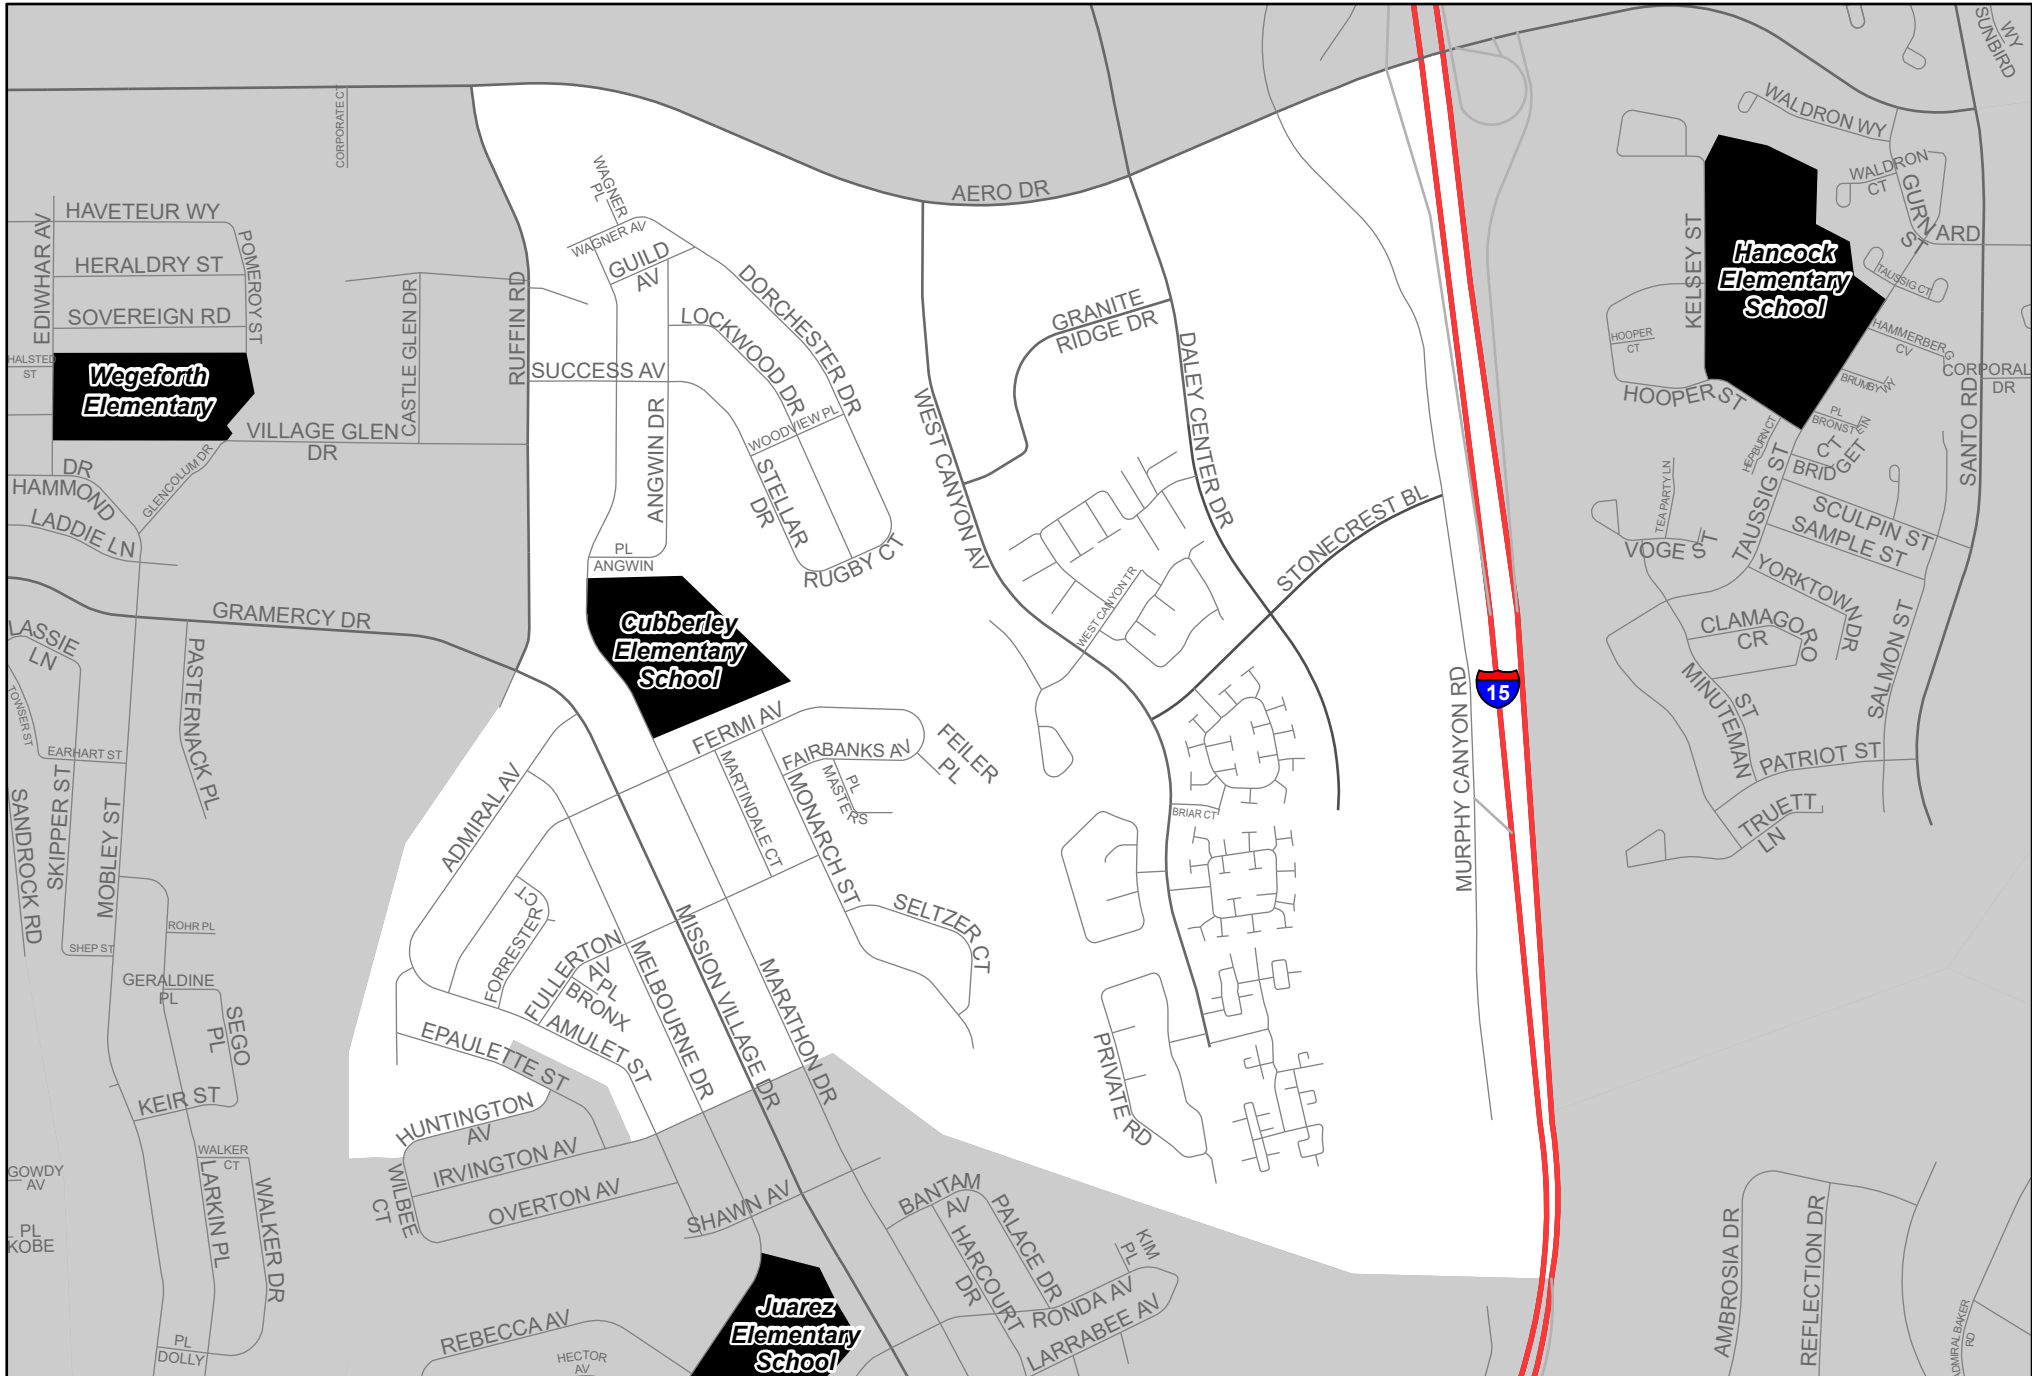 SUNBIRD
WY
CORPORATE CT
WALDRON WY
WALDRON
CT
GURNARD
ST
WAGNER
PL
WAGNER AV
GUILD
AV
AERO DR
HAVETEUR WY
HERALDRY ST
SOVEREIGN RD
EDIWHAR AV
POMEROY ST
HALSTED
ST
Wegeforth
Elementary
VILLAGE GLEN
DR
CASTLE GLEN DR
RUFFIN RD
SUCCESS AV
LOCKWOOD DR
DORCHESTER DR
WOODVIEW PL
STELLAR
DR
ANGWIN DR
PL
ANGWIN
RUGBY CT
GRANITE
RIDGE DR
WEST CANYON AV
DALEY CENTER DR
STONECREST BL
WEST CANYON TR
KELSEY ST
Hancock
Elementary
School
TAUSSIG CT
HAMMERBERG
CV
CORPORAL
DR
BRUMBY WY
HOOPER
CT
HOOPER ST
PL
BRONSTEIN
BRIDGET
CT
HEPBURN CT
TAUSSIG ST
SANTO RD
TEA PARTY LN
VOGE ST
SCULPIN ST
SAMPLE ST
YORKTOWN DR
CLAMAGORO
CR
MINUTEMAN
ST
SALMON ST
PATRIOT ST
TRUETT
LN
DR
HAMMOND
LADDIE LN
GLENCOLUM DR
GRAMERCY DR
LASSIE
LN
TOWSER ST
PASTERNACK PL
EARHART ST
SKIPPER ST
SANDROCK RD
MOBLEY ST
SHEP ST
ROHR PL
GERALDINE
PL
SEGO
PL
KEIR ST
WALKER
CT
LARKIN PL
WALKER DR
GOWDY
AV
PL
KOBE
PL
DOLLY
Cubberley
Elementary
School
FERMI AV
FAIRBANKS AV
FEILER
PL
MARTINDALE CT
MONARCH ST
PL
MASTERS
SELTZER CT
ADMIRAL AV
FORRESTER
CT
FULLERTON
AV
PL
BRONX
AMULET ST
EPAULETTE ST
MELBOURNE DR
MISSION VILLAGE DR
MARATHON DR
HUNTINGTON
AV
IRVINGTON AV
OVERTON AV
WILBEE
CT
SHAWN AV
BRIAR CT
PRIVATE RD
MURPHY CANYON RD
15
BANTAM
AV
PALACE DR
HARCOURT
DR
KIM
PL
RONDA AV
LARRABEE AV
REBECCA AV
HECTOR
AV
Juarez
Elementary
School
AMBROSIA DR
REFLECTION DR
ADMIRAL BAKER
RD